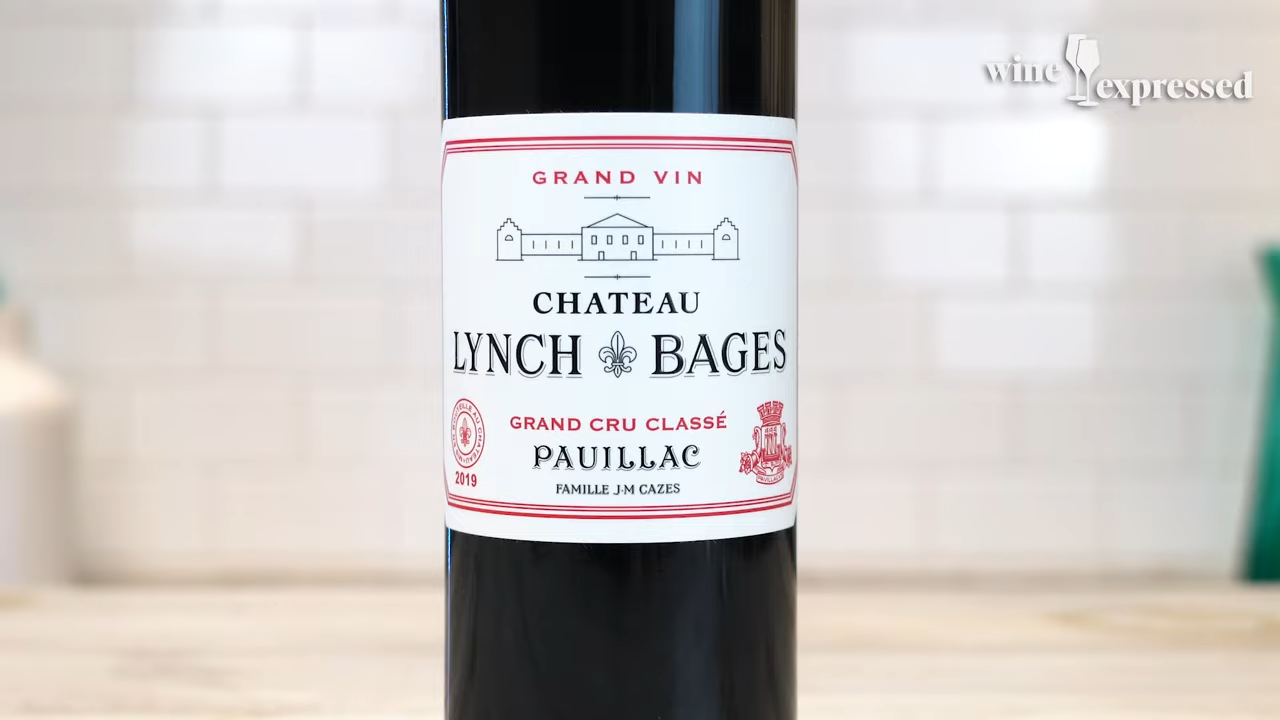 wine expressed
GRAND VIN
CHATEAU
LYNCH BAGES
GRAND CRU CLASSÉ
PAUILLAC
2019
FAMILLE J-M CAZES